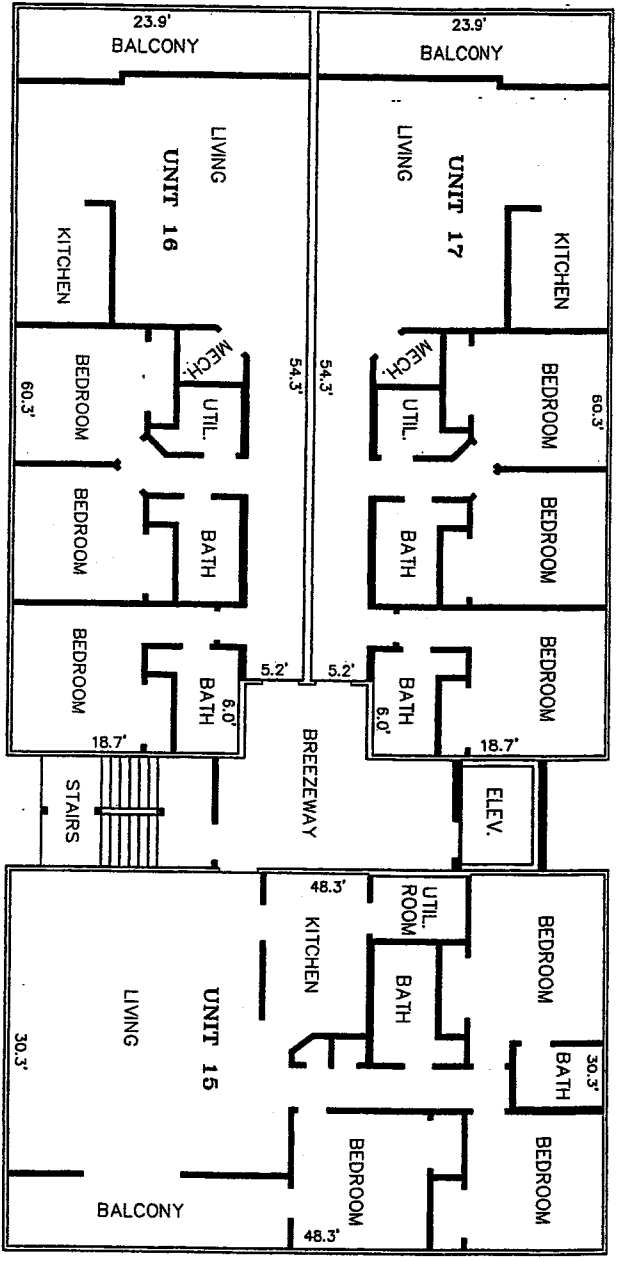 23.9'
BALCONY
23.9'
BALCONY
LIVING
UNIT 16
KITCHEN
LIVING
UNIT 17
KITCHEN
MECH.
UTIL.
BEDROOM
60.3'
54.3'
54.3'
MECH.
UTIL.
BEDROOM
60.3'
BEDROOM
BATH
BATH
BEDROOM
BEDROOM
BATH
6.0'
5.2'
5.2'
BATH
6.0'
BEDROOM
18.7'
18.7'
STAIRS
BREEZEWAY
ELEV.
48.3'
KITCHEN
UTIL.
ROOM
BEDROOM
BATH
LIVING
UNIT 15
30.3'
BATH
30.3'
BEDROOM
BEDROOM
BALCONY
48.3'